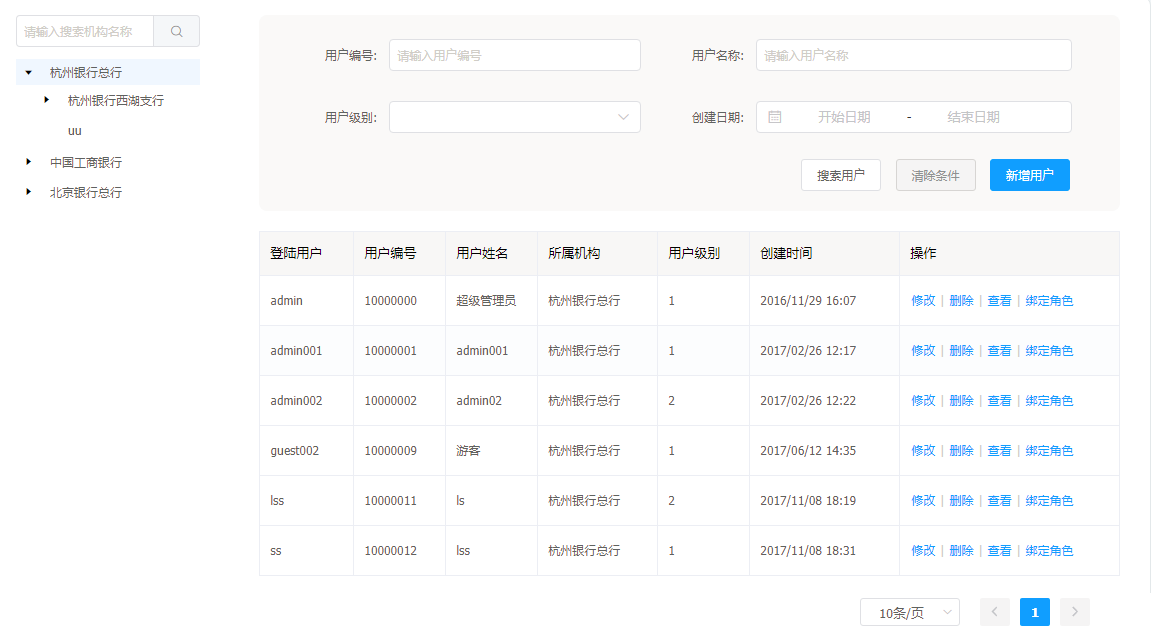 请输入搜索机构名称
杭州银行总行
杭州银行西湖支行
uu
中国工商银行
北京银行总行
用户编号: 请输入用户编号 用户名称: 请输入用户名称
用户级别: 创建日期: 开始日期 - 结束日期
搜索用户 清除条件 新增用户
登陆用户 用户编号 用户姓名 所属机构 用户级别 创建时间 操作
admin 10000000 超级管理员 杭州银行总行 1 2016/11/29 16:07 修改 | 删除 | 查看 | 绑定角色
admin001 10000001 admin001 杭州银行总行 1 2017/02/26 12:17 修改 | 删除 | 查看 | 绑定角色
admin002 10000002 admin02 杭州银行总行 2 2017/02/26 12:22 修改 | 删除 | 查看 | 绑定角色
guest002 10000009 游客 杭州银行总行 1 2017/06/12 14:35 修改 | 删除 | 查看 | 绑定角色
lss 10000011 ls 杭州银行总行 2 2017/11/08 18:19 修改 | 删除 | 查看 | 绑定角色
ss 10000012 lss 杭州银行总行 1 2017/11/08 18:31 修改 | 删除 | 查看 | 绑定角色
10条/页 < 1 >